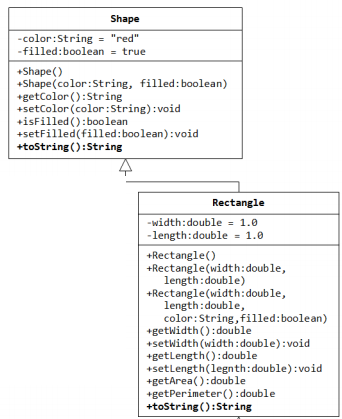 Shape
-color:String = "red"
-filled:boolean = true
+Shape()
+Shape(color:String, filled:boolean)
+getColor():String
+setColor(color:String):void
+isFilled():boolean
+setFilled(filled:boolean):void
+toString():String
Rectangle
-width:double = 1.0
-length:double = 1.0
+Rectangle()
+Rectangle(width:double,
length:double)
+Rectangle(width:double,
length:double,
color:String,filled:boolean)
+getWidth():double
+setWidth(width:double):void
+getLength():double
+setLength(legnth:double):void
+getArea():double
+getPerimeter():double
+toString():String